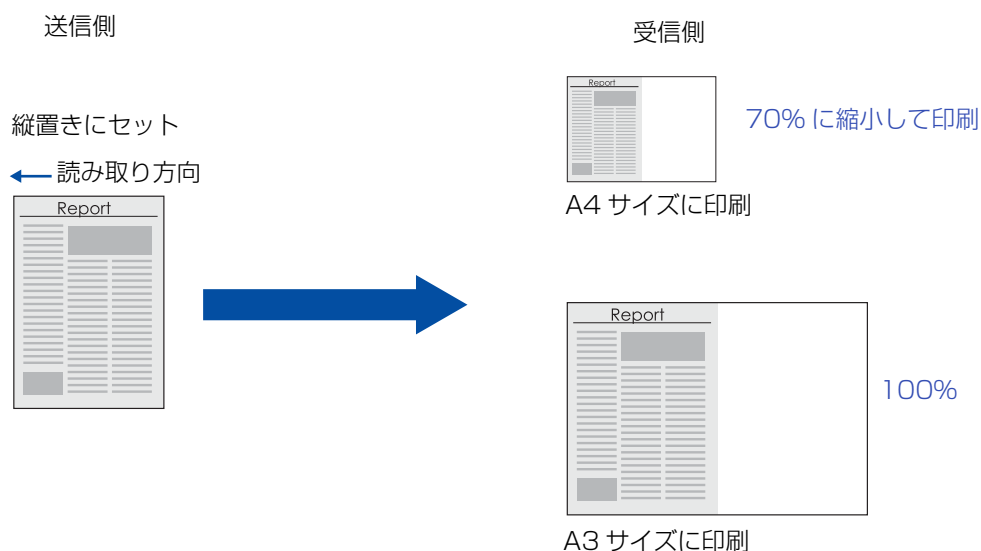 送信側
受信側
縦置きにセット
読み取り方向
Report
Report
70% に縮小して印刷
A4 サイズに印刷
Report
100%
A3 サイズに印刷